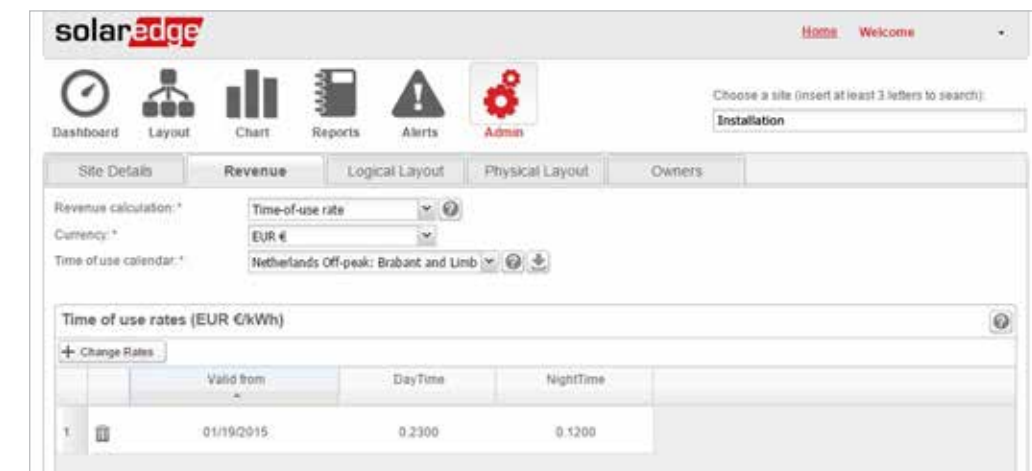 solaredge
Home Welcome
Dashboard Layout Chart Reports Alerts Admin
Choose a site (insert at least 3 letters to search):
Installation
Site Details Revenue Logical Layout Physical Layout Owners
Revenue calculation:* Time-of-use rate
Currency:* EUR €
Time of use calendar:* Netherlands Off-peak: Brabant and Limb
Time of use rates (EUR €/kWh)
+ Change Rates
Valid from DayTime NightTime
1 01/19/2015 0.2300 0.1200